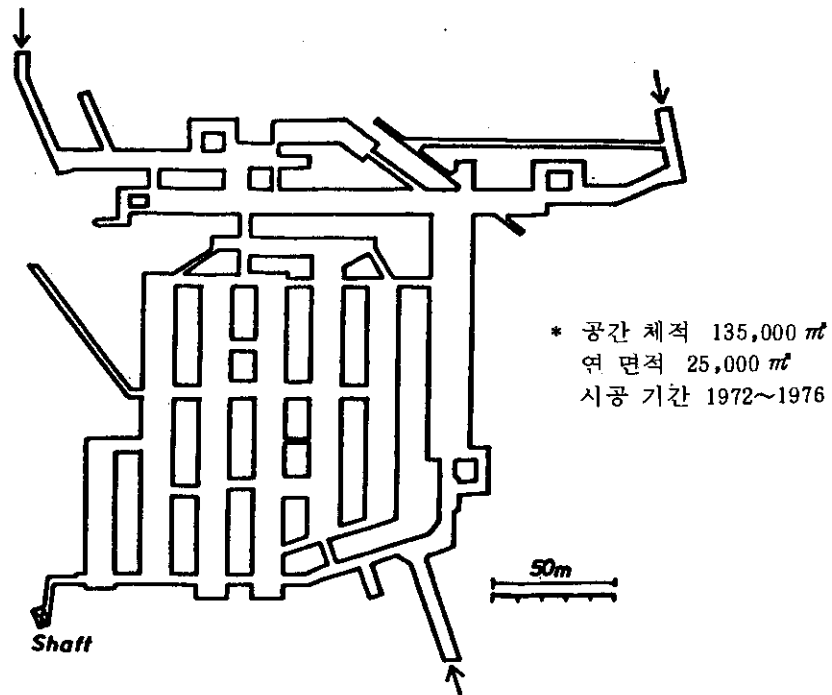 * 공간 체적 135,000 ㎥
연 면적 25,000 ㎡
시공 기간 1972~1976
50m
Shaft